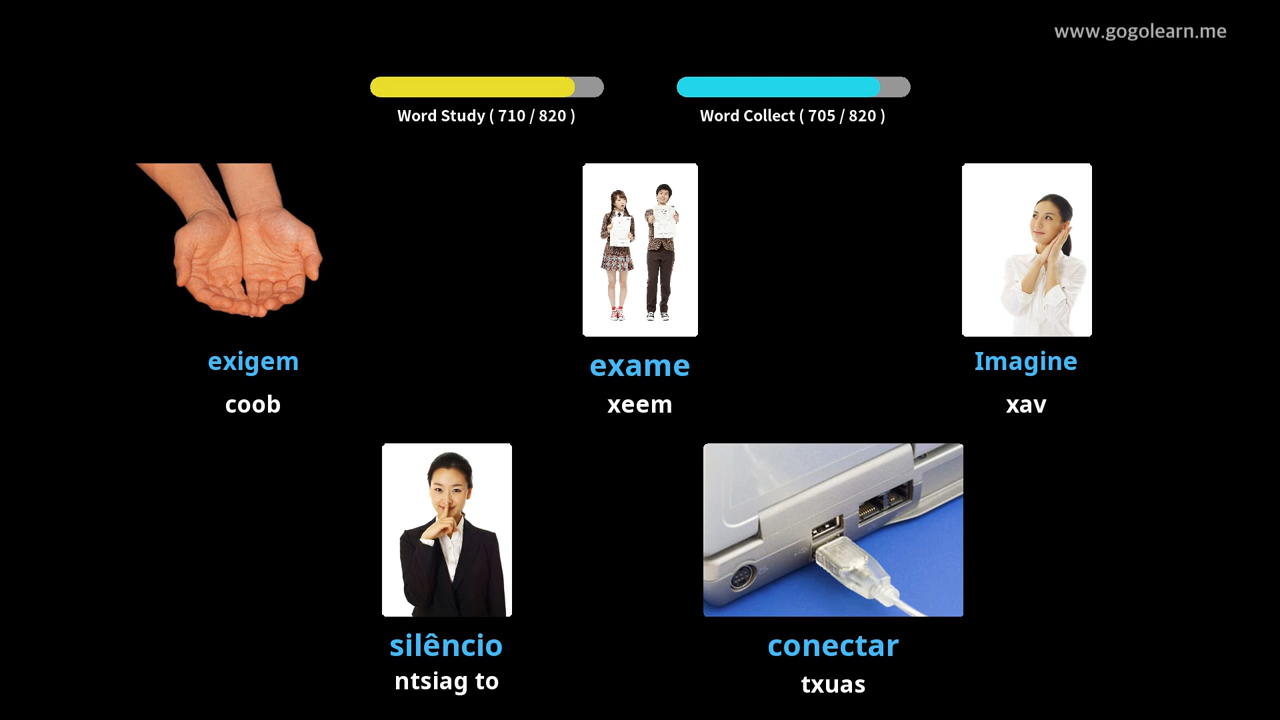 www.gogolearn.me
Word Study ( 710 / 820 )
Word Collect ( 705 / 820 )
exigem
exame
Imagine
coob
xeem
xav
silêncio
conectar
ntsiag to
txuas